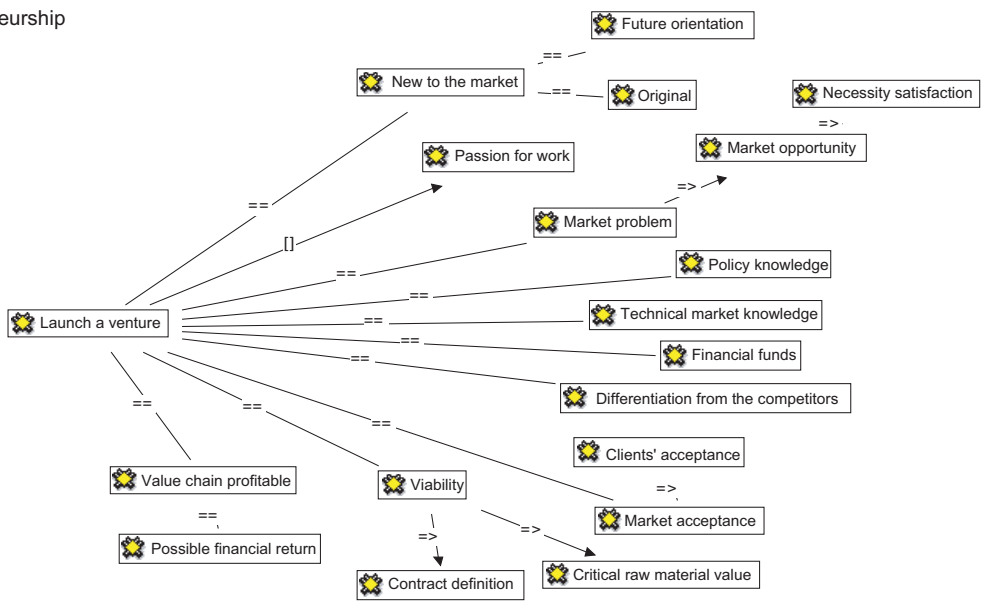 eurship
Future orientation
==
New to the market
==
Original
Necessity satisfaction
=>
Passion for work
Market opportunity
=>
==
Market problem
[]
==
Policy knowledge
==
Launch a venture
==
Technical market knowledge
==
Financial funds
==
Differentiation from the competitors
==
==
==
Clients' acceptance
Value chain profitable
Viability
=>
==
Market acceptance
=>
=>
Possible financial return
Contract definition
Critical raw material value